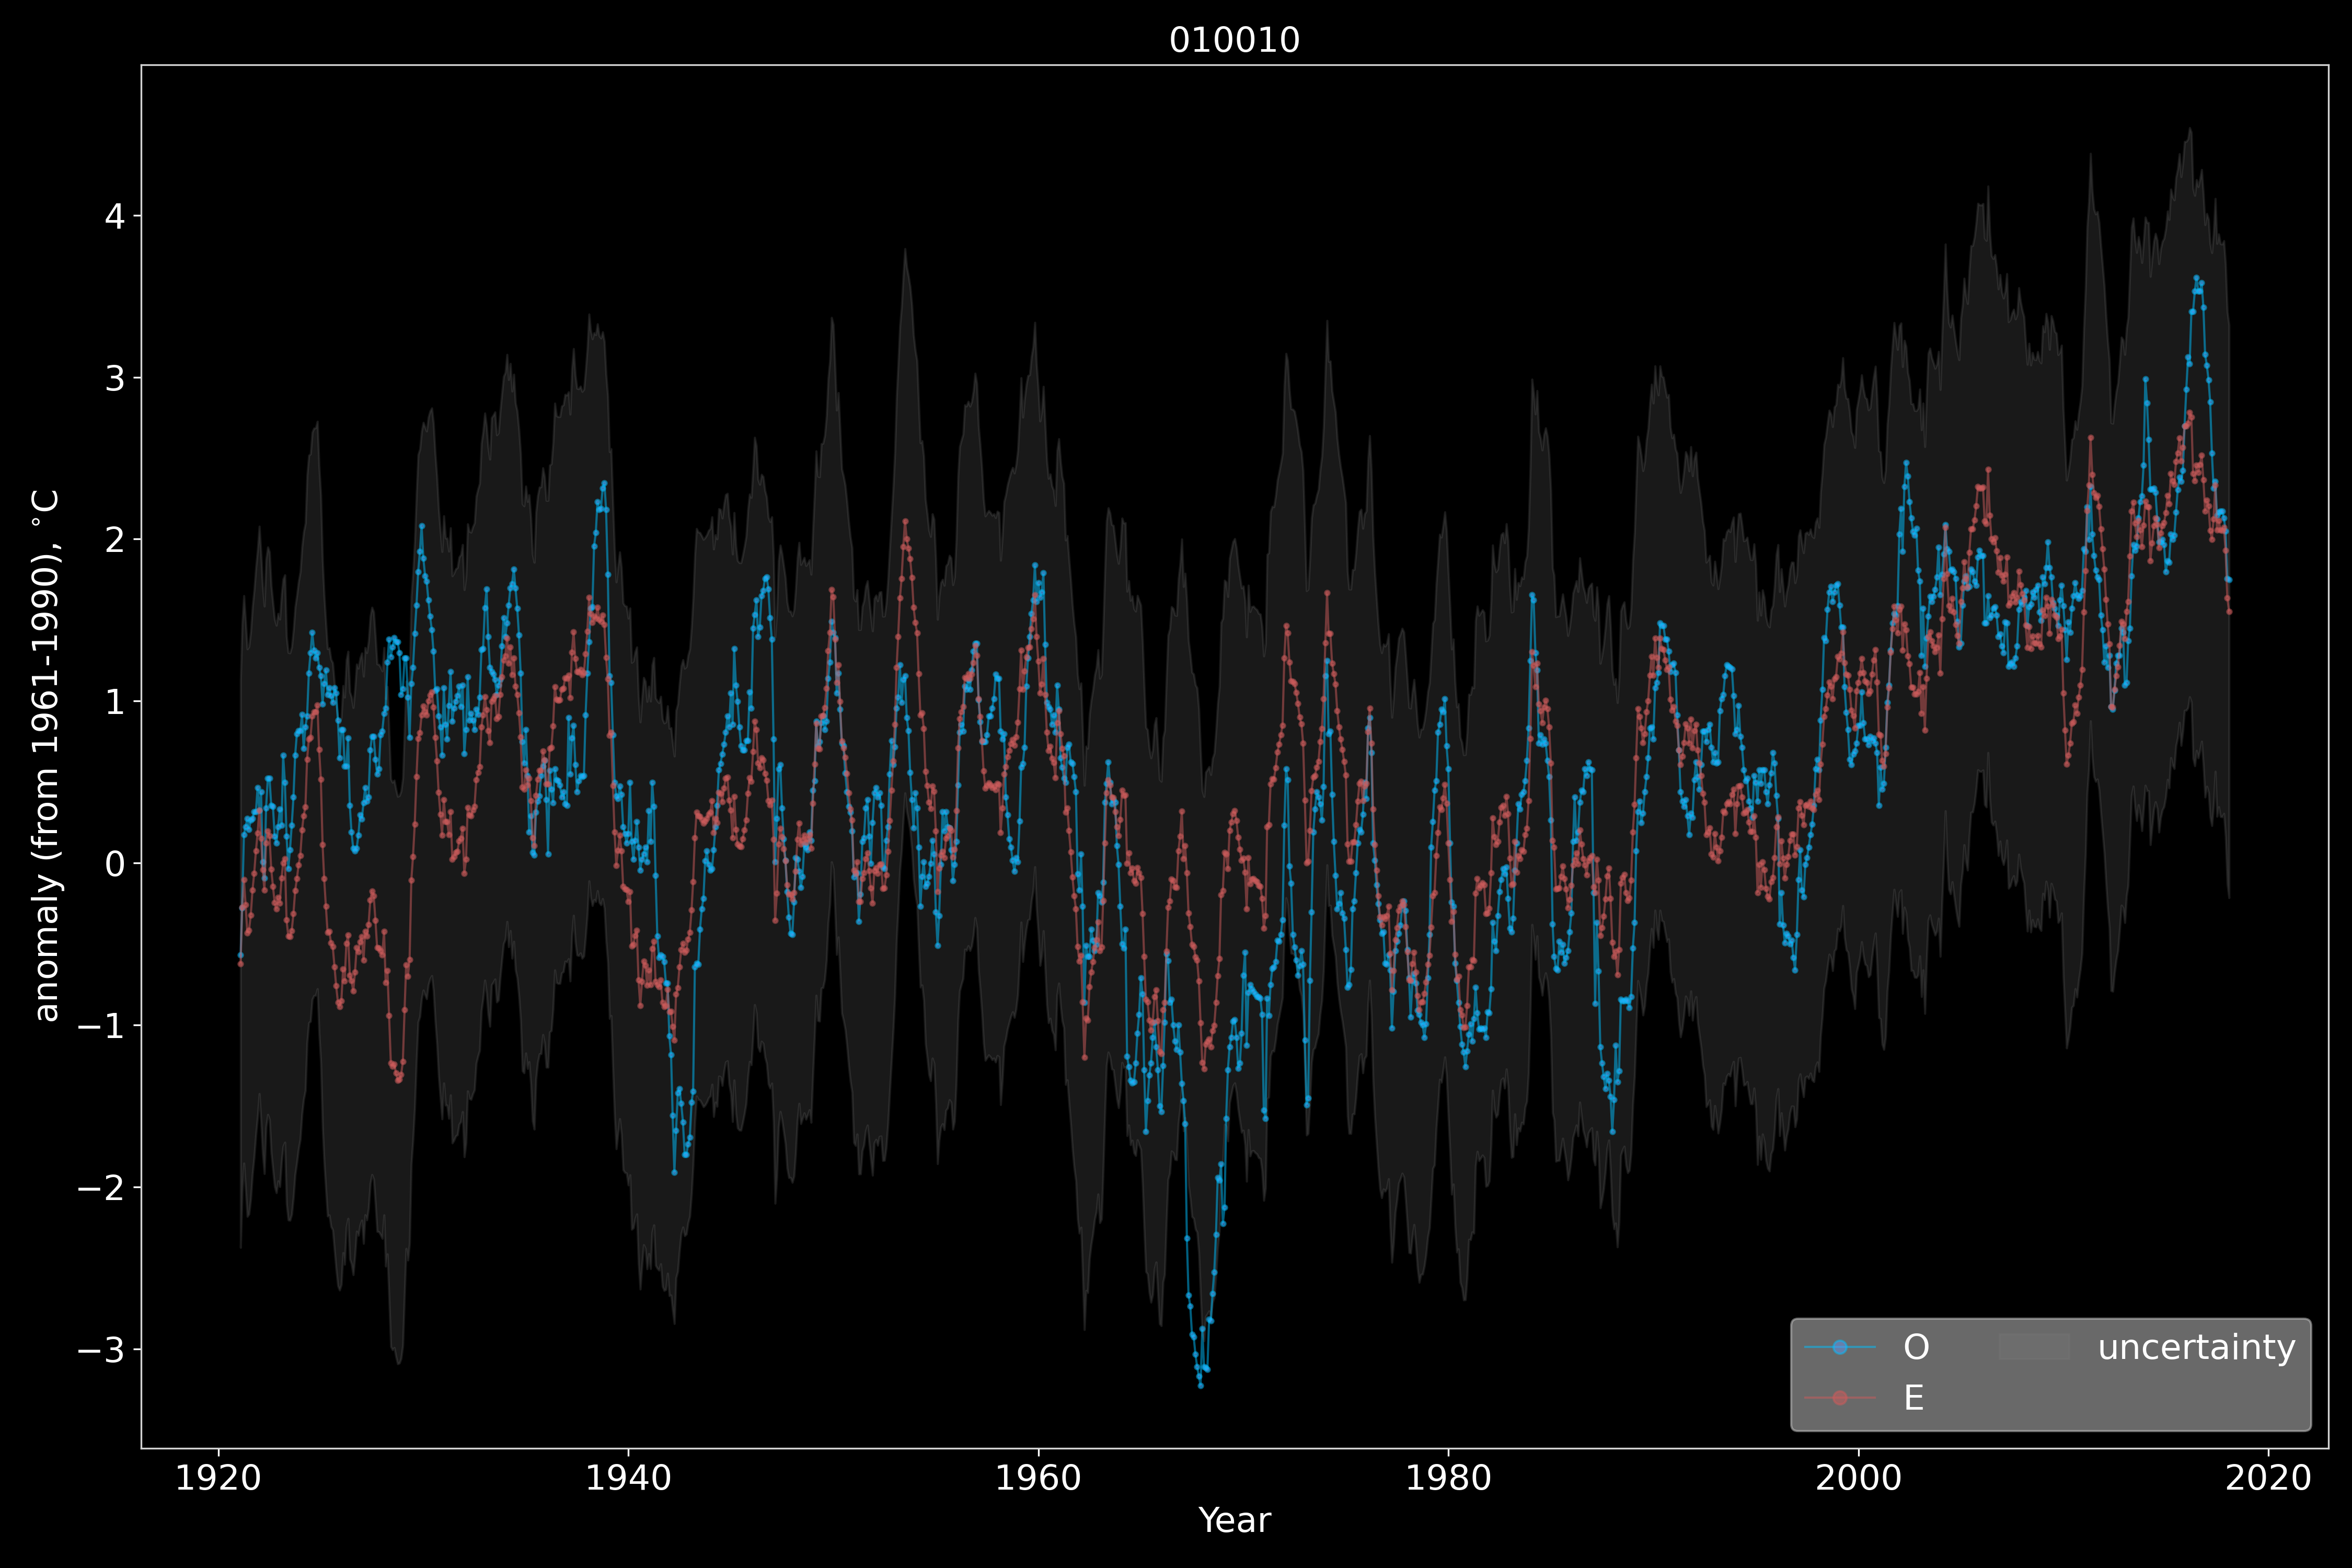 010010
anomaly (from 1961-1990), °C
4
3
2
1
0
−1
−2
−3
1920 1940 1960 1980 2000 2020
Year
O
E
uncertainty